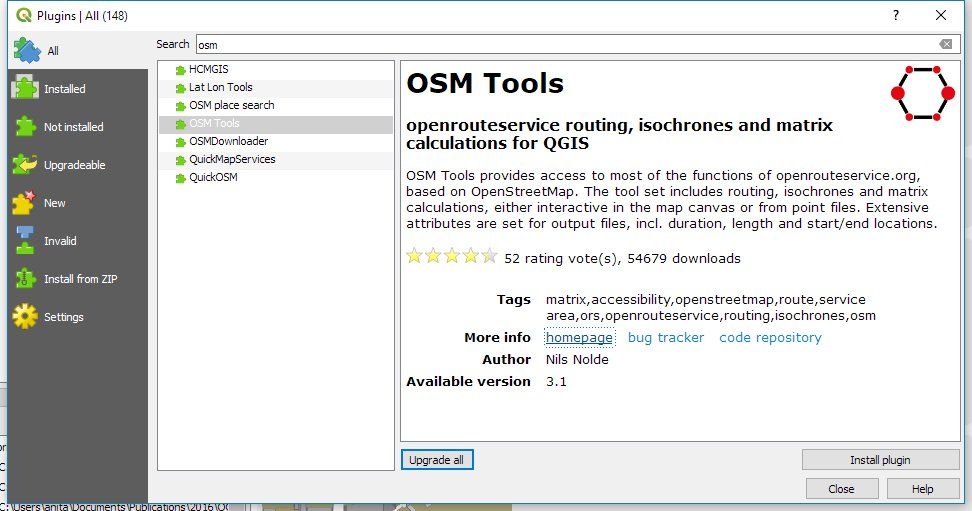 Plugins | All (148)
?
All
Installed
Not installed
Upgradeable
New
Invalid
Install from ZIP
Settings
Search osm
HCMGIS
Lat Lon Tools
OSM place search
OSM Tools
OSMDownloader
QuickMapServices
QuickOSM
OSM Tools
openrouteservice routing, isochrones and matrix
calculations for QGIS
OSM Tools provides access to most of the functions of openrouteservice.org,
based on OpenStreetMap. The tool set includes routing, isochrones and matrix
calculations, either interactive in the map canvas or from point files. Extensive
attributes are set for output files, incl. duration, length and start/end locations.
52 rating vote(s), 54679 downloads
Tags matrix,accessibility,openstreetmap,route,service
area,ors,openrouteservice,routing,isochrones,osm
More info homepage bug tracker code repository
Author Nils Nolde
Available version 3.1
Upgrade all Install plugin
Close Help